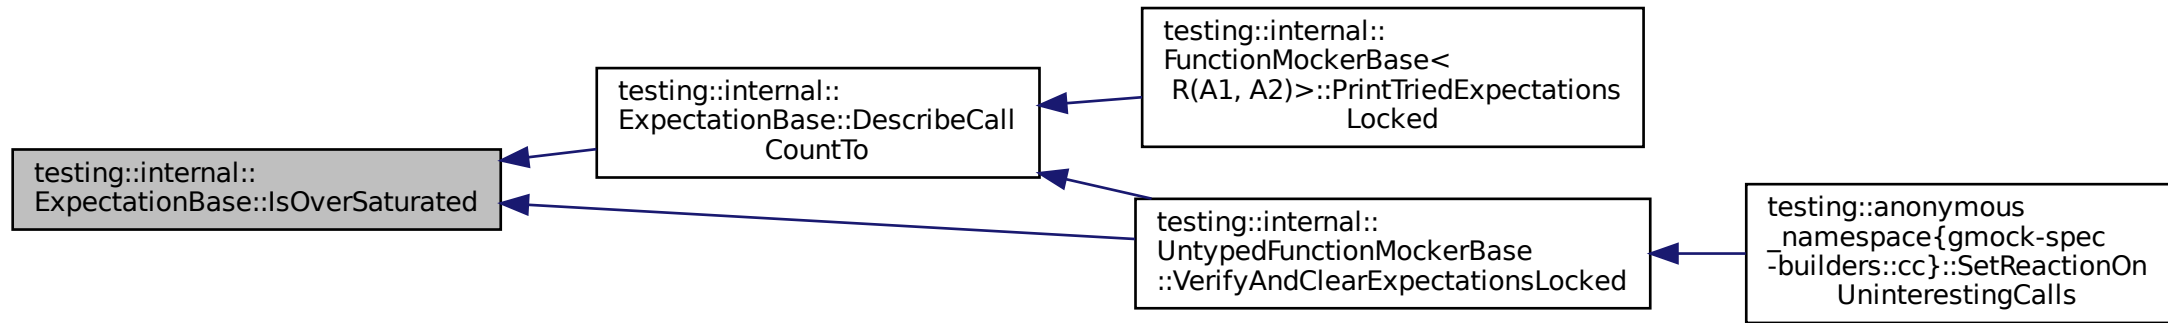 testing::internal::
ExpectationBase::IsOverSaturated
testing::internal::
ExpectationBase::DescribeCall
CountTo
testing::internal::
FunctionMockerBase<
R(A1, A2)>::PrintTriedExpectations
Locked
testing::internal::
UntypedFunctionMockerBase
::VerifyAndClearExpectationsLocked
testing::anonymous
_namespace{gmock-spec
-builders::cc}::SetReactionOn
UninterestingCalls